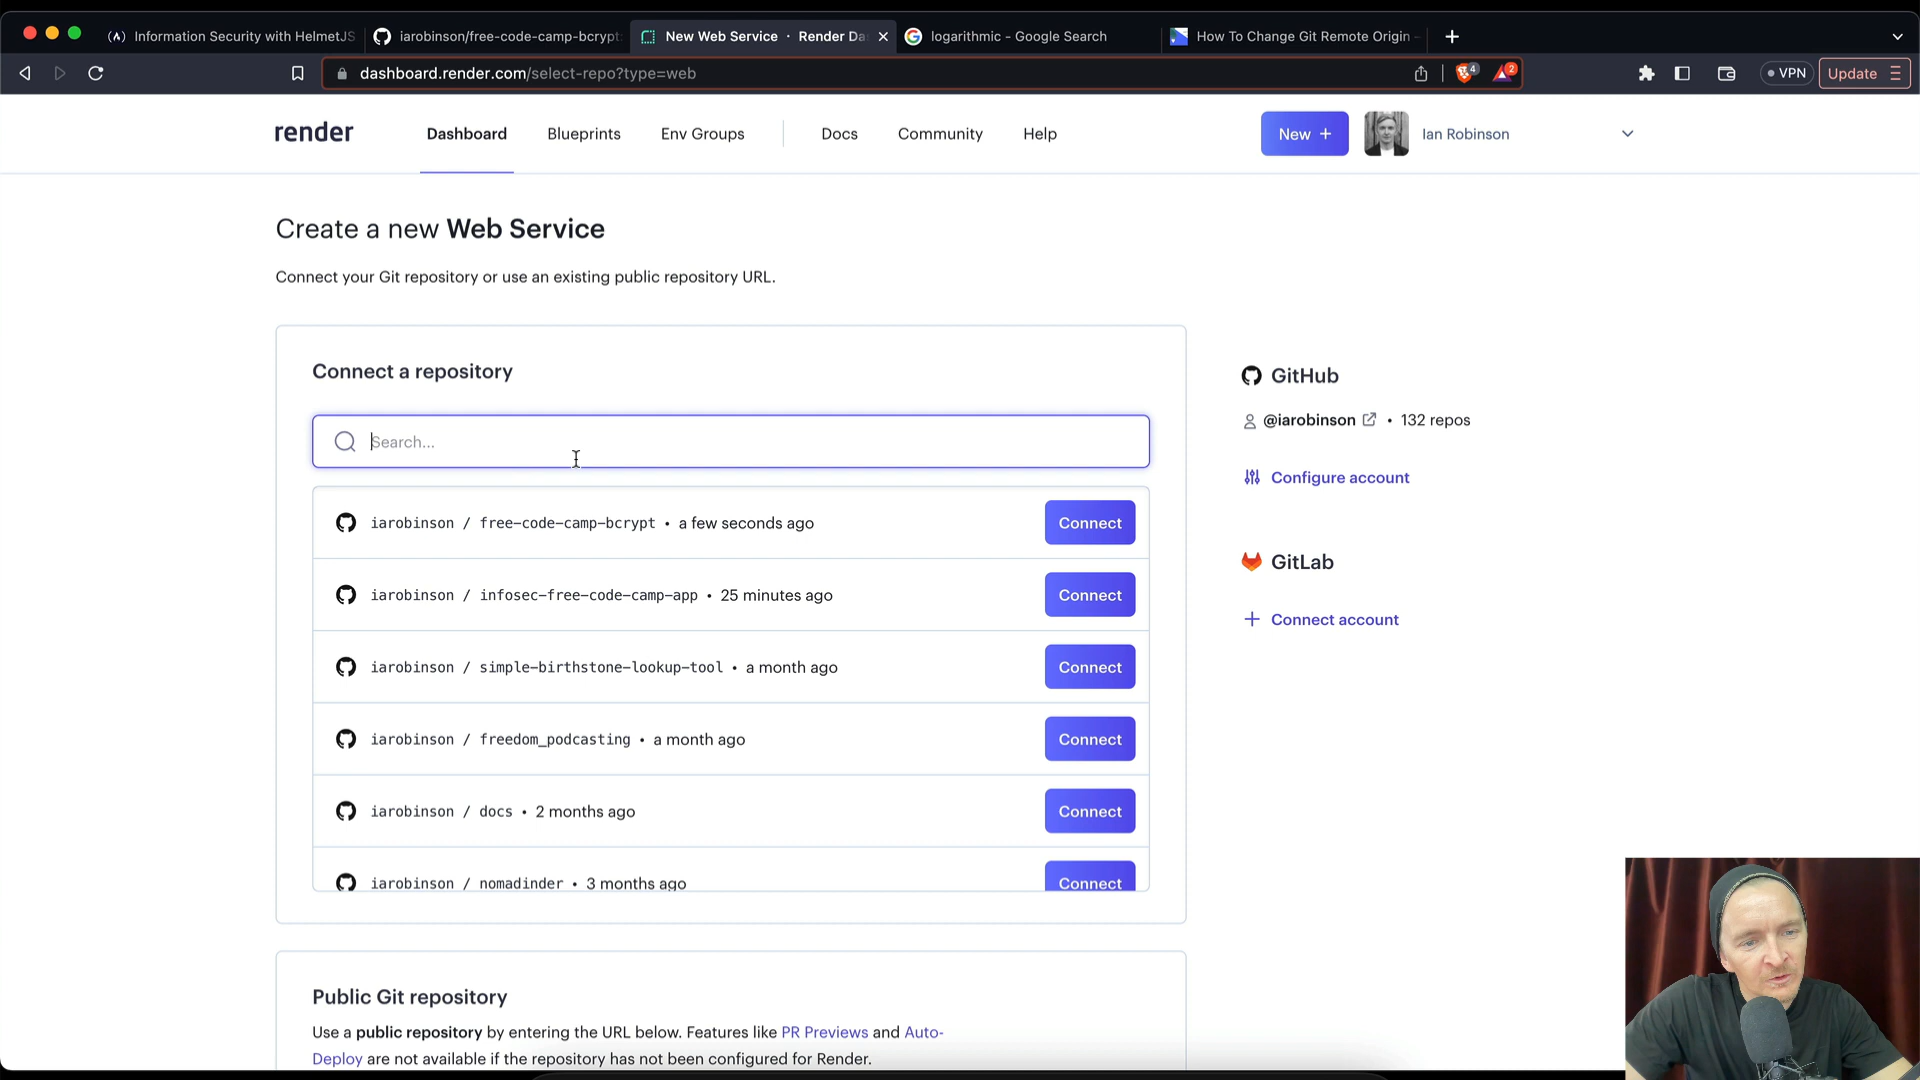 Information Security with HelmetJS
iarobinson/free-code-camp-bcrypt:
New Web Service · Render Da
logarithmic - Google Search
How To Change Git Remote Origin -
dashboard.render.com/select-repo?type=web
4
2
VPN
Update
render
Dashboard
Blueprints
Env Groups
Docs
Community
Help
New +
Ian Robinson
Create a new Web Service
Connect your Git repository or use an existing public repository URL.
Connect a repository
Search...
iarobinson / free-code-camp-bcrypt • a few seconds ago
Connect
iarobinson / infosec-free-code-camp-app • 25 minutes ago
Connect
iarobinson / simple-birthstone-lookup-tool • a month ago
Connect
iarobinson / freedom_podcasting • a month ago
Connect
iarobinson / docs • 2 months ago
Connect
iarobinson / nomadinder • 3 months ago
Connect
GitHub
@iarobinson • 132 repos
Configure account
GitLab
+ Connect account
Public Git repository
Use a public repository by entering the URL below. Features like PR Previews and Auto-
Deploy are not available if the repository has not been configured for Render.